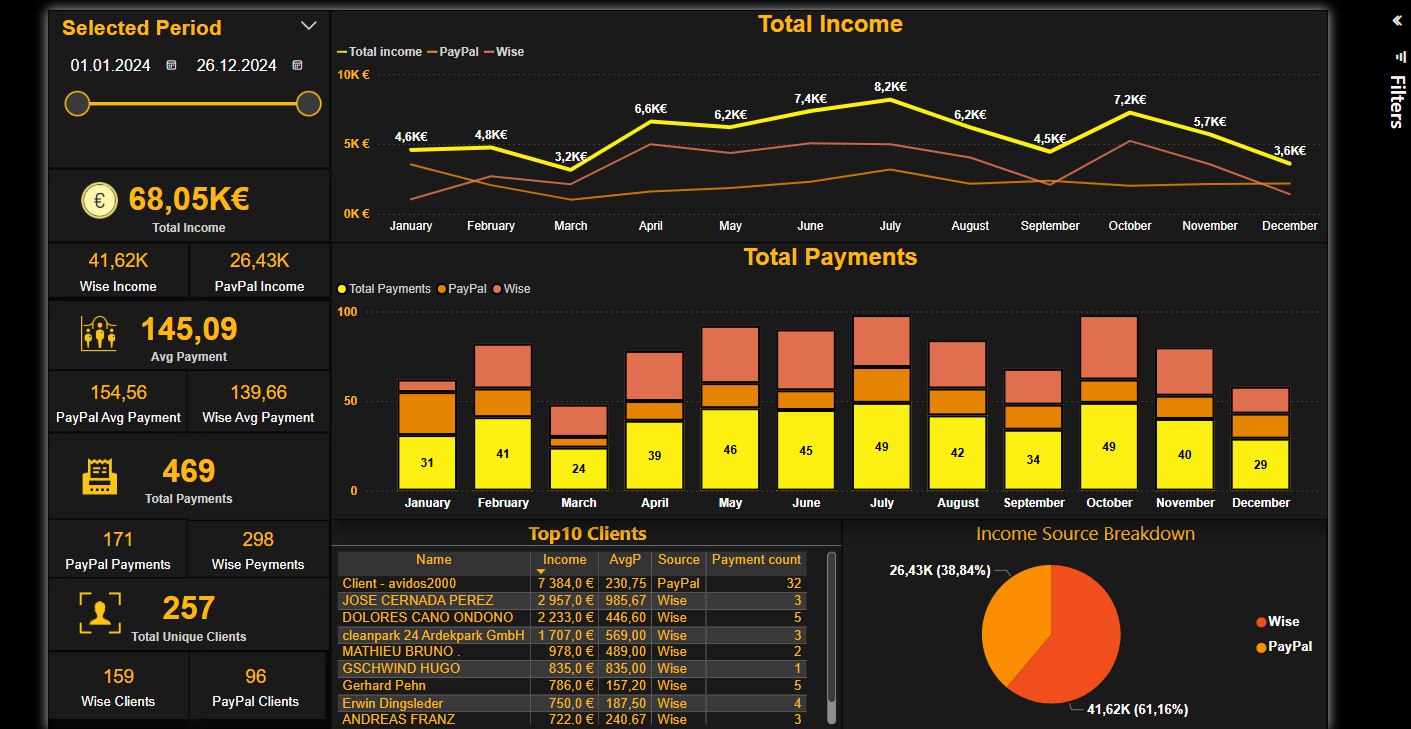 Selected Period
01.01.2024 26.12.2024
€ 68,05K€
Total Income
41,62K 26,43K
Wise Income PayPal Income
145,09
Avg Payment
154,56 139,66
PayPal Avg Payment Wise Avg Payment
469
Total Payments
171 298
PayPal Payments Wise Peyments
257
Total Unique Clients
159 96
Wise Clients PayPal Clients
Total Income
Total income PayPal Wise
10K €
5K €
0K €
4,6K€ 4,8K€ 3,2K€ 6,6K€ 6,2K€ 7,4K€ 8,2K€ 6,2K€ 4,5K€ 7,2K€ 5,7K€ 3,6K€
January February March April May June July August September October November December
Total Payments
Total Payments PayPal Wise
100
50
0
31 41 24 39 46 45 49 42 34 49 40 29
January February March April May June July August September October November December
Top10 Clients
Name Income AvgP Source Payment count
Client - avidos2000 7 384,0 € 230,75 PayPal 32
JOSE CERNADA PEREZ 2 957,0 € 985,67 Wise 3
DOLORES CANO ONDONO 2 233,0 € 446,60 Wise 5
cleanpark 24 Ardekpark GmbH 1 707,0 € 569,00 Wise 3
MATHIEU BRUNO . 978,0 € 489,00 Wise 2
GSCHWIND HUGO 835,0 € 835,00 Wise 1
Gerhard Pehn 786,0 € 157,20 Wise 5
Erwin Dingsleder 750,0 € 187,50 Wise 4
ANDREAS FRANZ 722,0 € 240,67 Wise 3
Income Source Breakdown
26,43K (38,84%)
41,62K (61,16%)
Wise
PayPal
Filters